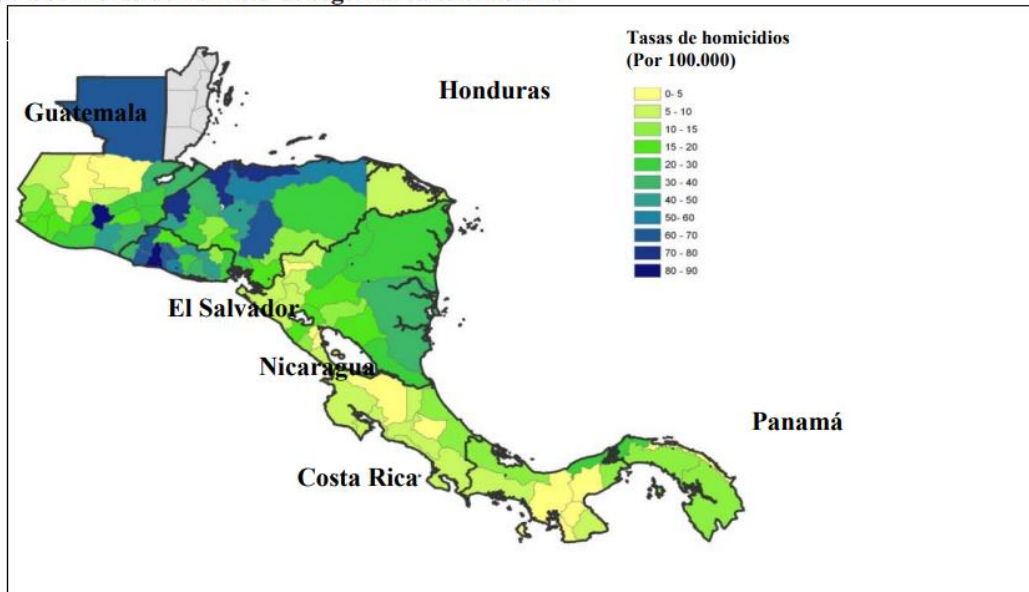 Tasas de homicidios
(Por 100.000)
Honduras
Guatemala
0- 5
5 - 10
10 - 15
15 - 20
20 - 30
30 - 40
40 - 50
50- 60
60 - 70
70 - 80
80 - 90
El Salvador
Nicaragua
Panamá
Costa Rica